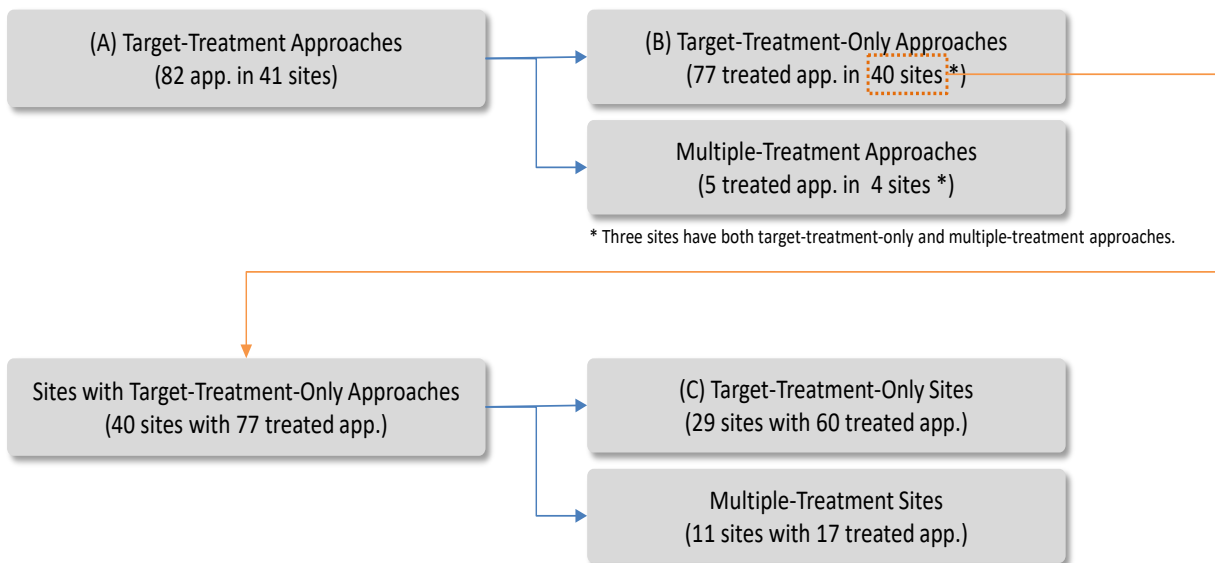 (A) Target-Treatment Approaches
(82 app. in 41 sites)
(B) Target-Treatment-Only Approaches
(77 treated app. in 40 sites *)
Multiple-Treatment Approaches
(5 treated app. in 4 sites *)
* Three sites have both target-treatment-only and multiple-treatment approaches.
Sites with Target-Treatment-Only Approaches
(40 sites with 77 treated app.)
(C) Target-Treatment-Only Sites
(29 sites with 60 treated app.)
Multiple-Treatment Sites
(11 sites with 17 treated app.)